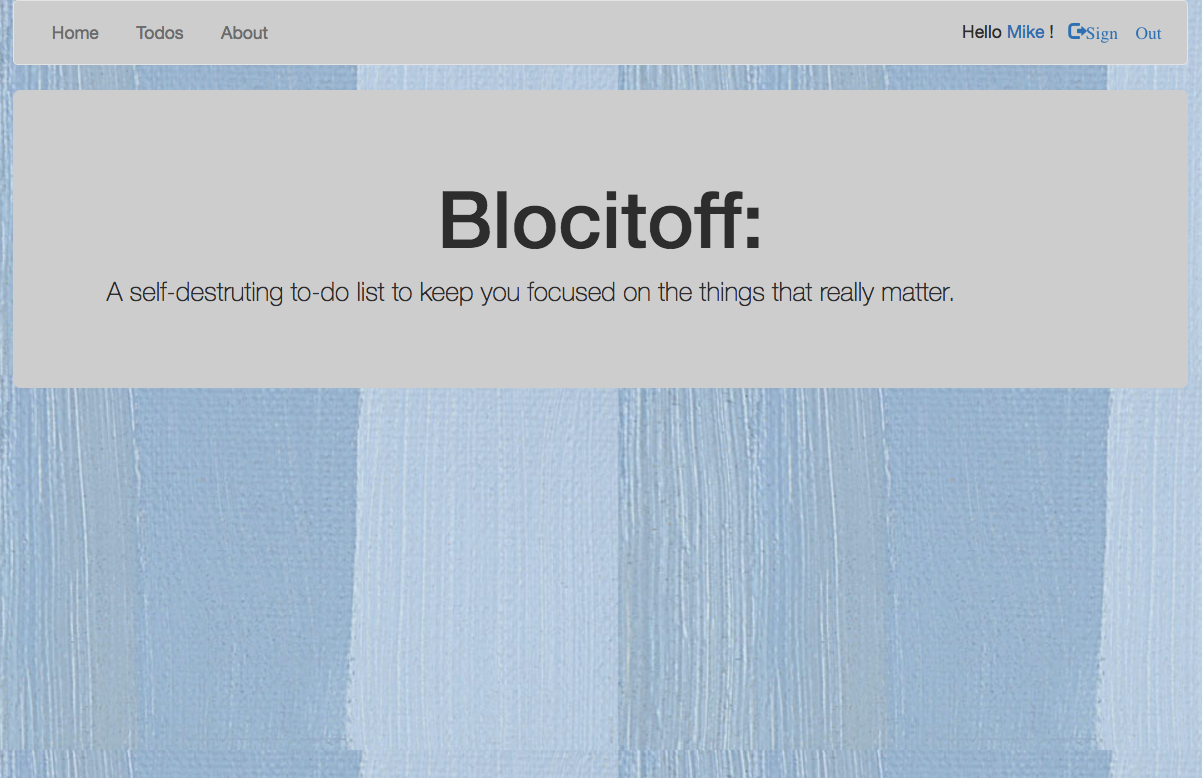 Home Todos About Hello Mike ! Sign Out
Blocitoff:
A self-destruting to-do list to keep you focused on the things that really matter.